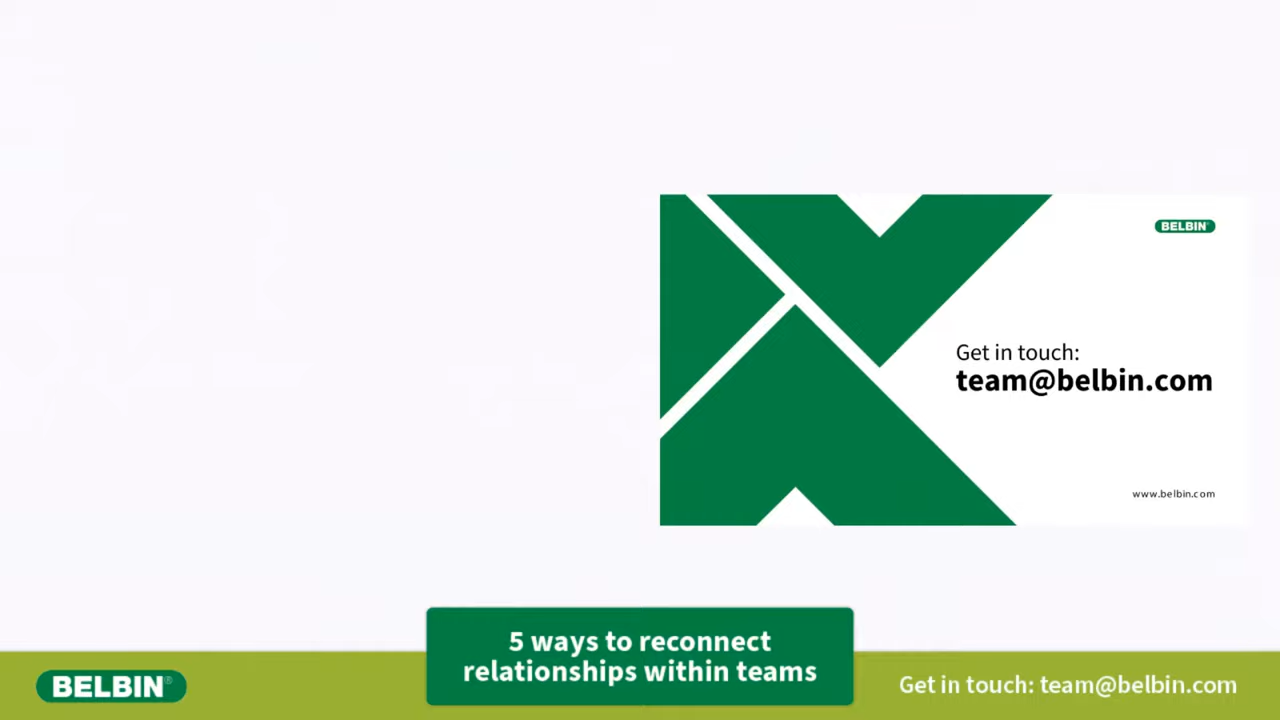 BELBIN®
Get in touch:
team@belbin.com
www.belbin.com
5 ways to reconnect
relationships within teams
BELBIN®
Get in touch: team@belbin.com